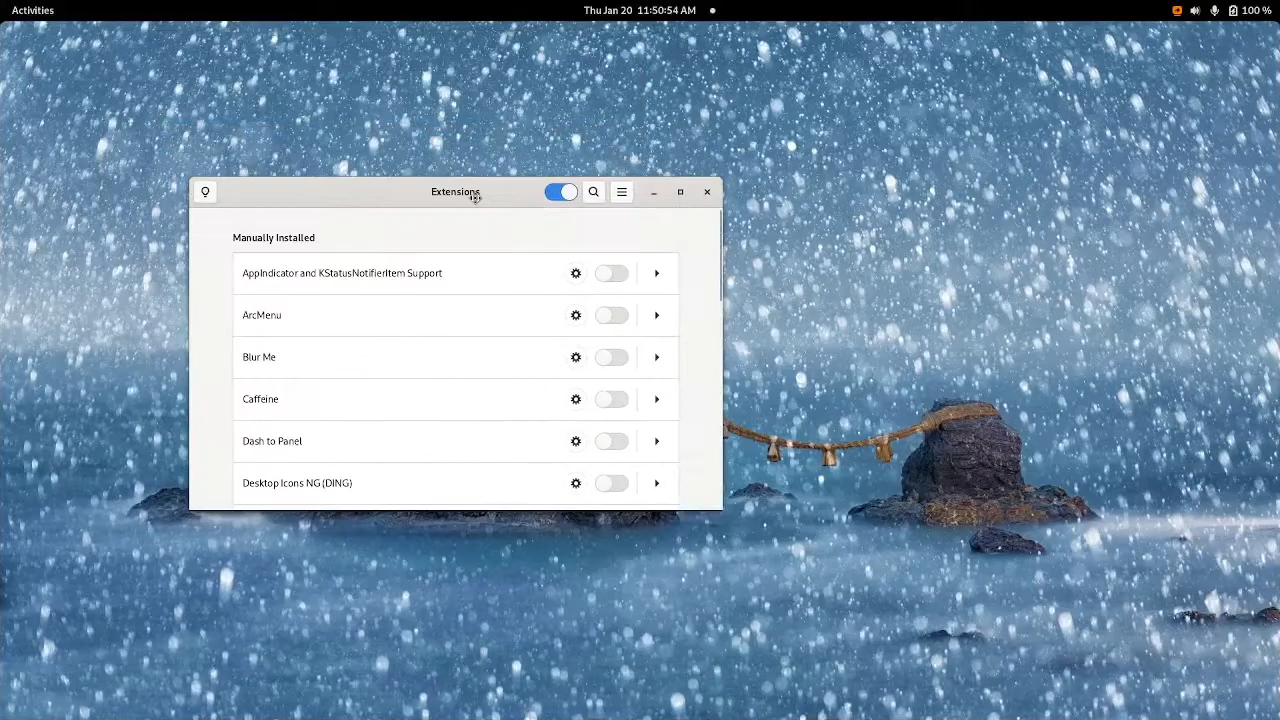 Activities
Thu Jan 20 11:50:54 AM
100 %
Extensions
Manually Installed
AppIndicator and KStatusNotifierItem Support
ArcMenu
Blur Me
Caffeine
Dash to Panel
Desktop Icons NG (DING)